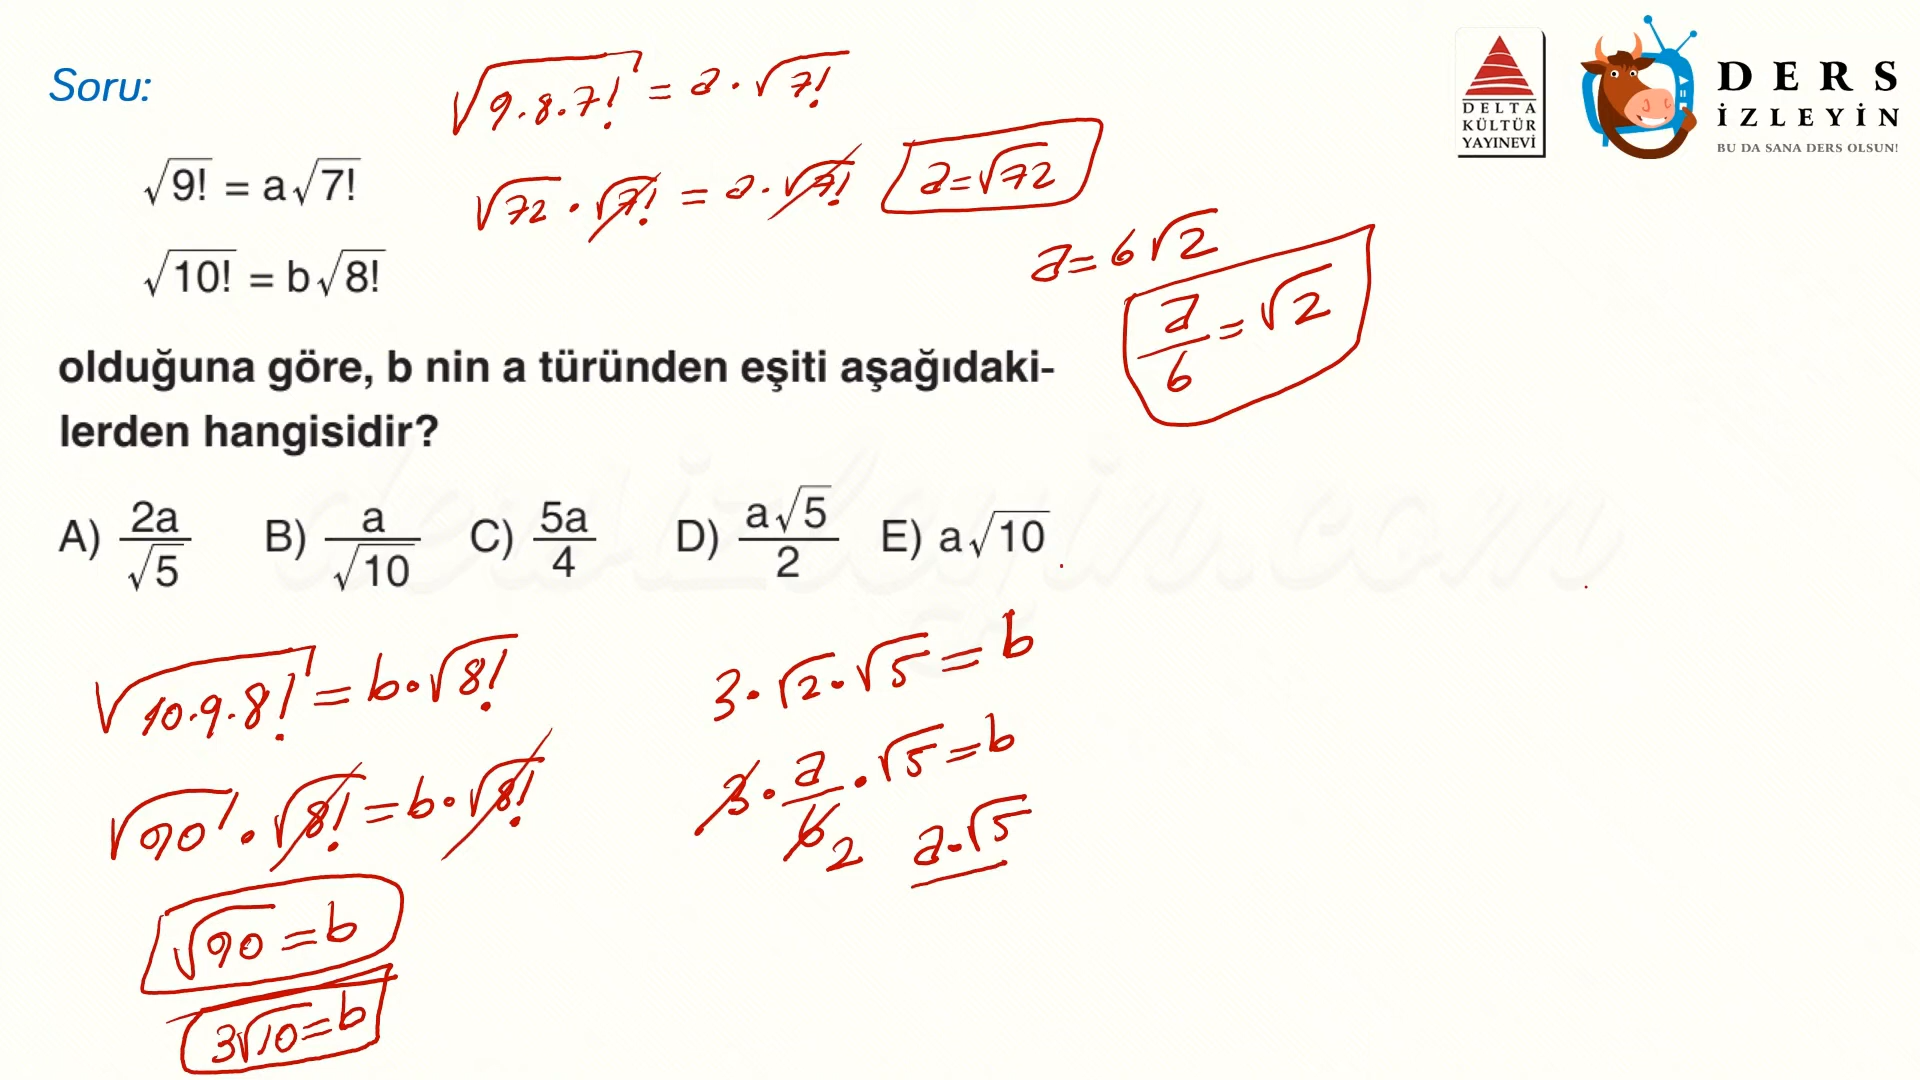 Soru:
√9! = a√7!
√10! = b√8!
olduğuna göre, b nin a türünden eşiti aşağıdaki-
lerden hangisidir?
A) 2a/√5 B) a/√10 C) 5a/4 D) a√5/2 E) a√10
√9.8.7! = a.√7!
√72 . √7! = a.√7!
a=√72
a=6√2
a/6=√2
√10.9.8! = b.√8!
√90 . √8! = b.√8!
√90 = b
3√10 = b
3.√2.√5 = b
3.a/6.√5 = b
2
a.√5
DELTA
KÜLTÜR
YAYINEVİ
DERS
İZLEYİN
BU DA SANA DERS OLSUN!
dersizleyin.com